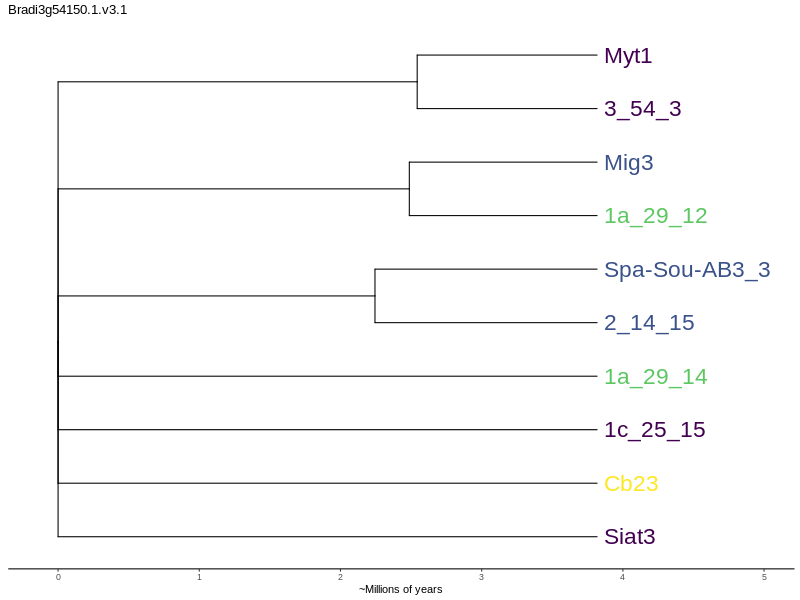 Bradi3g54150.1.v3.1
Myt1
3_54_3
Mig3
1a_29_12
Spa-Sou-AB3_3
2_14_15
1a_29_14
1c_25_15
Cb23
Siat3
0 1 2 3 4 5
~Millions of years